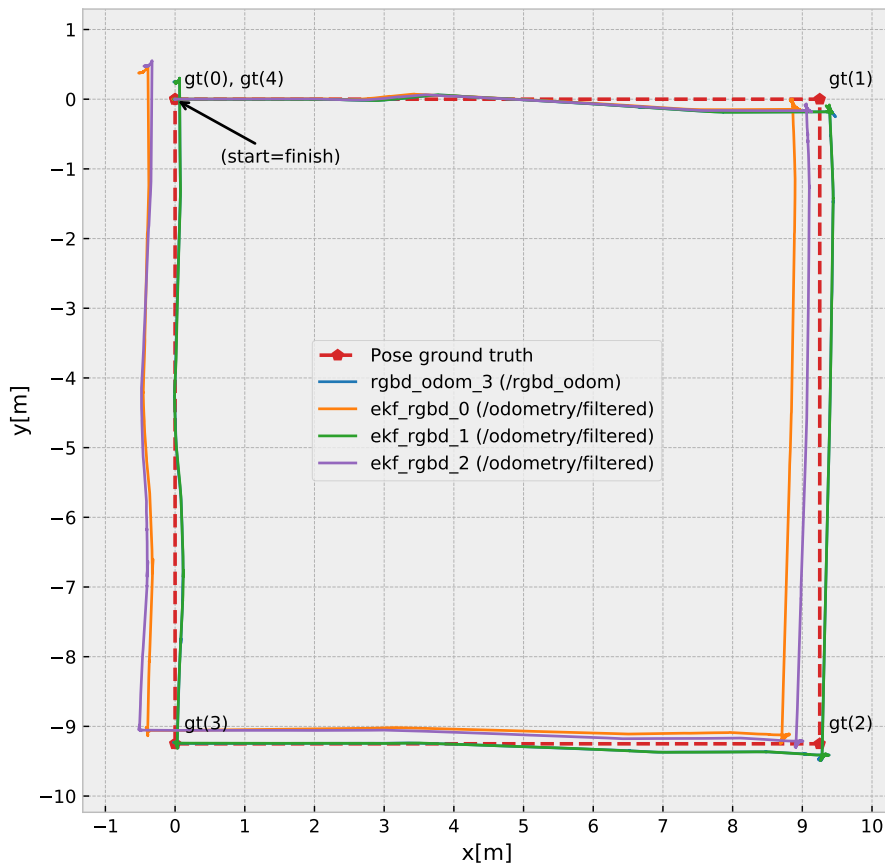 gt(0), gt(4)
gt(1)
(start=finish)
Pose ground truth
rgbd_odom_3 (/rgbd_odom)
ekf_rgbd_0 (/odometry/filtered)
ekf_rgbd_1 (/odometry/filtered)
ekf_rgbd_2 (/odometry/filtered)
gt(3)
gt(2)
y[m]
1
0
−1
−2
−3
−4
−5
−6
−7
−8
−9
−10
−1 0 1 2 3 4 5 6 7 8 9 10
x[m]